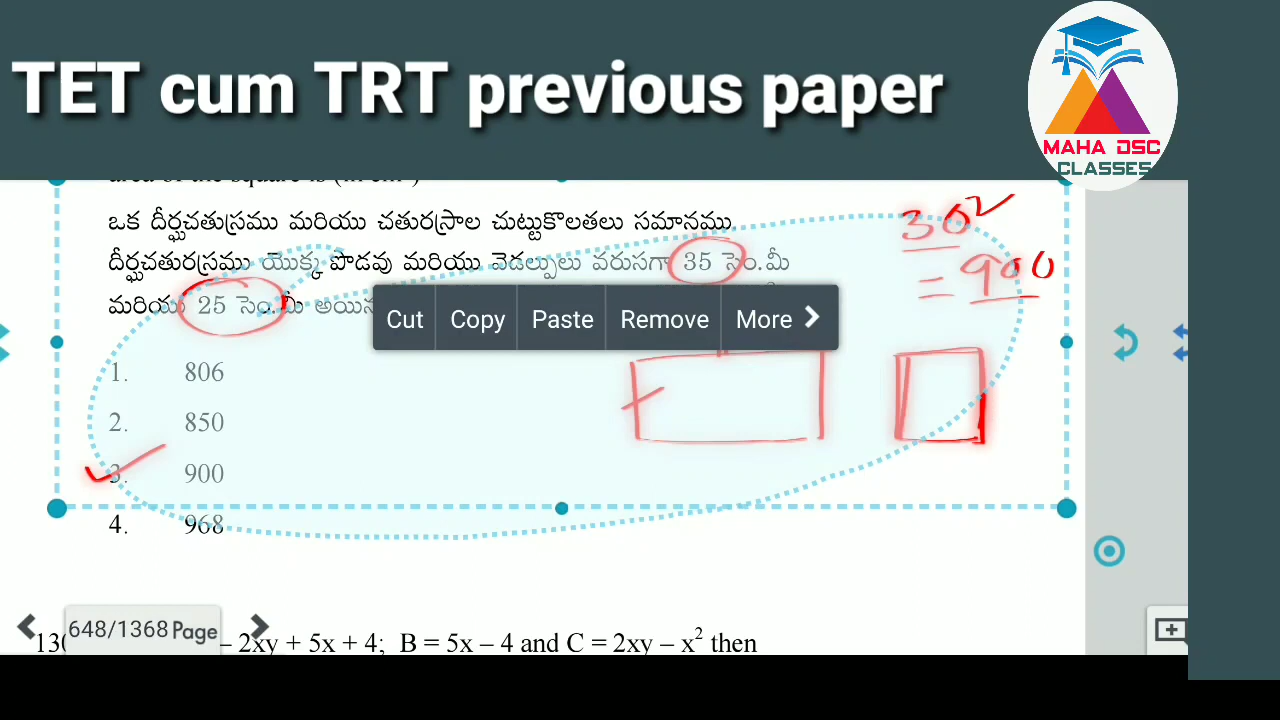 TET cum TRT previous paper
MAHA DSC
CLASSES
ఒక దీర్ఘచతుస్రము మరియు చతురస్రాల చుట్టుకొలతలు సమానము.
దీర్ఘచతురస్రము యొక్క పొడవు మరియు వెడల్పులు వరుసగా 35 సెం.మీ
మరియు 25 సెం.మీ
30²
= 900
Cut Copy Paste Remove More
1. 806
2. 850
3. 900
4. 968
648/1368 Page
– 2xy + 5x + 4; B = 5x – 4 and C = 2xy – x² then